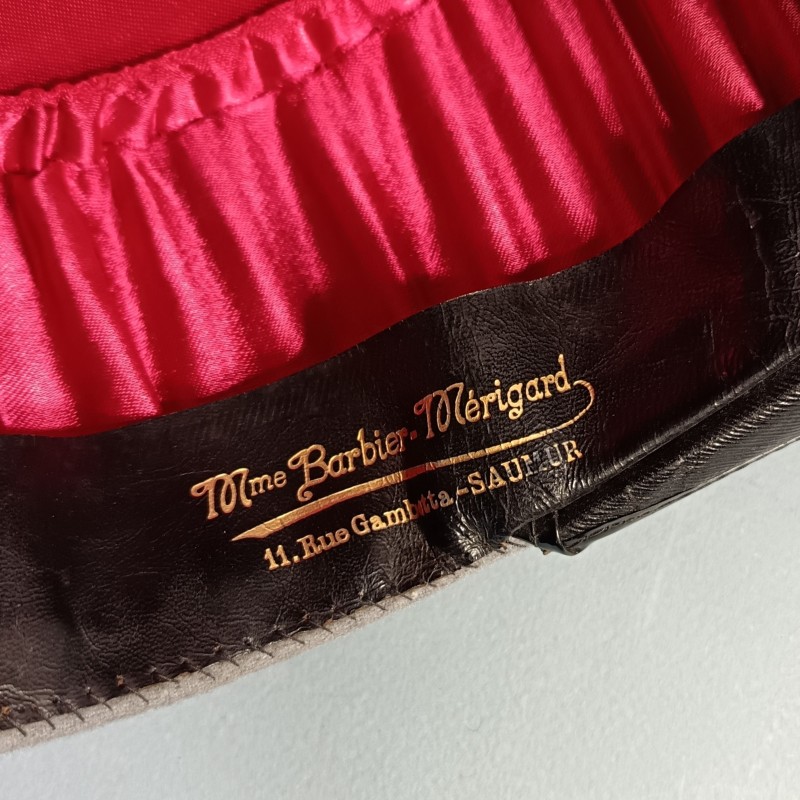 Mme Barbier-Mérigard
11. Rue Gambetta - SAUMUR